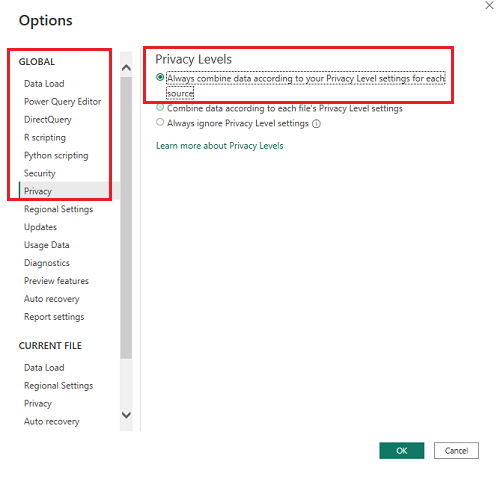 Options
GLOBAL
Data Load
Power Query Editor
DirectQuery
R scripting
Python scripting
Security
Privacy
Regional Settings
Updates
Usage Data
Diagnostics
Preview features
Auto recovery
Report settings
CURRENT FILE
Data Load
Regional Settings
Privacy
Auto recovery
Privacy Levels
Always combine data according to your Privacy Level settings for each
source
Combine data according to each file's Privacy Level settings
Always ignore Privacy Level settings
Learn more about Privacy Levels
OK
Cancel